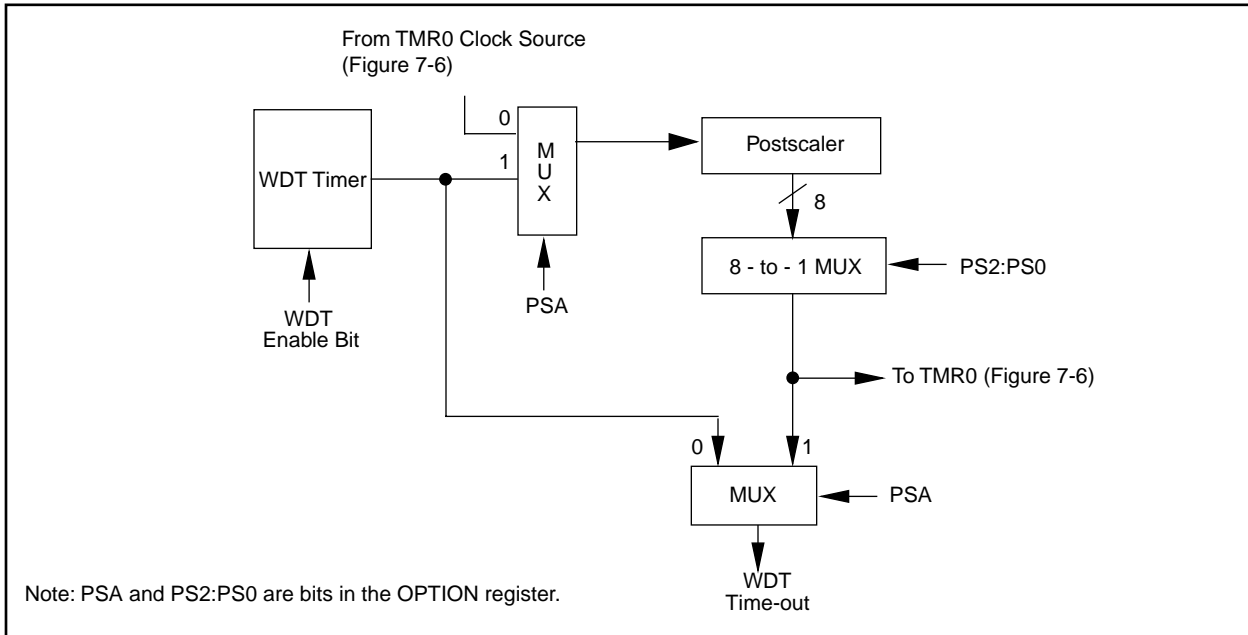 From TMR0 Clock Source
(Figure 7-6)
0
1
M
U
X
WDT Timer
Postscaler
8
8 - to - 1 MUX
PS2:PS0
PSA
WDT
Enable Bit
To TMR0 (Figure 7-6)
0
1
MUX
PSA
WDT
Time-out
Note: PSA and PS2:PS0 are bits in the OPTION register.